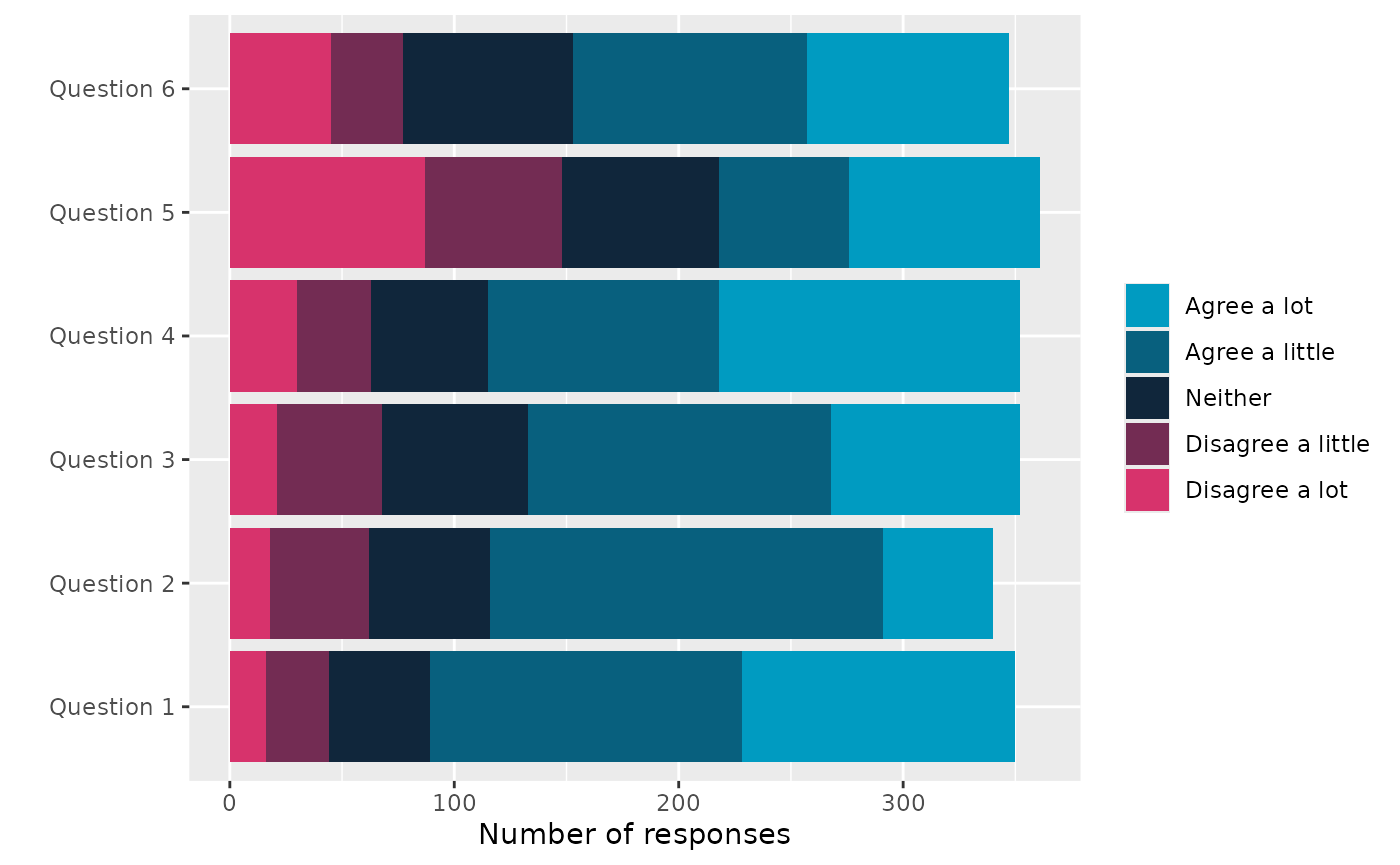 Question 6
Question 5
Question 4
Question 3
Question 2
Question 1
0 100 200 300
Number of responses
Agree a lot
Agree a little
Neither
Disagree a little
Disagree a lot